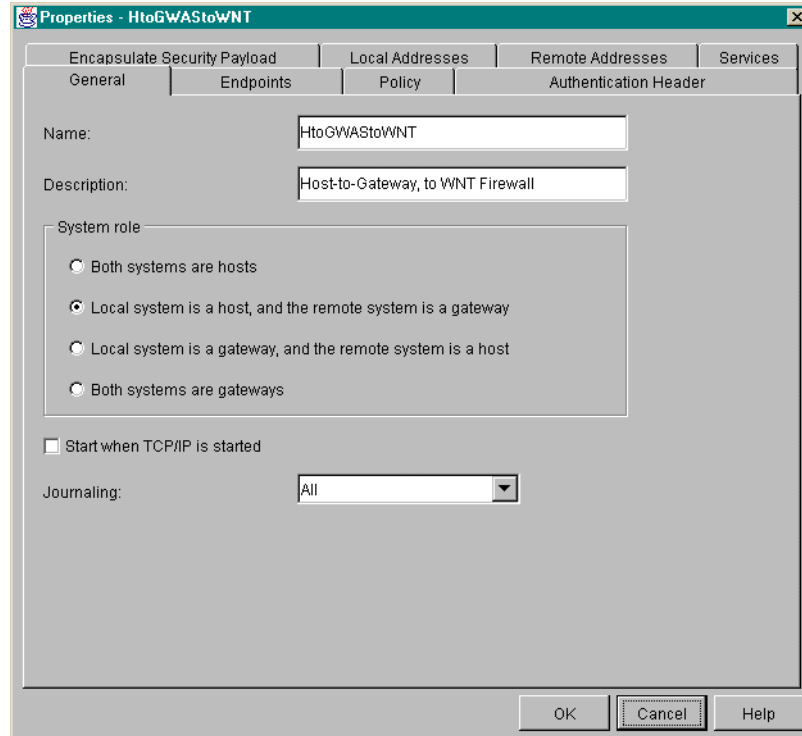 Properties - HtoGWAStoWNT
Encapsulate Security Payload Local Addresses Remote Addresses Services
General Endpoints Policy Authentication Header
Name: HtoGWAStoWNT
Description: Host-to-Gateway, to WNT Firewall
System role
Both systems are hosts
Local system is a host, and the remote system is a gateway
Local system is a gateway, and the remote system is a host
Both systems are gateways
Start when TCP/IP is started
Journaling: All
OK Cancel Help